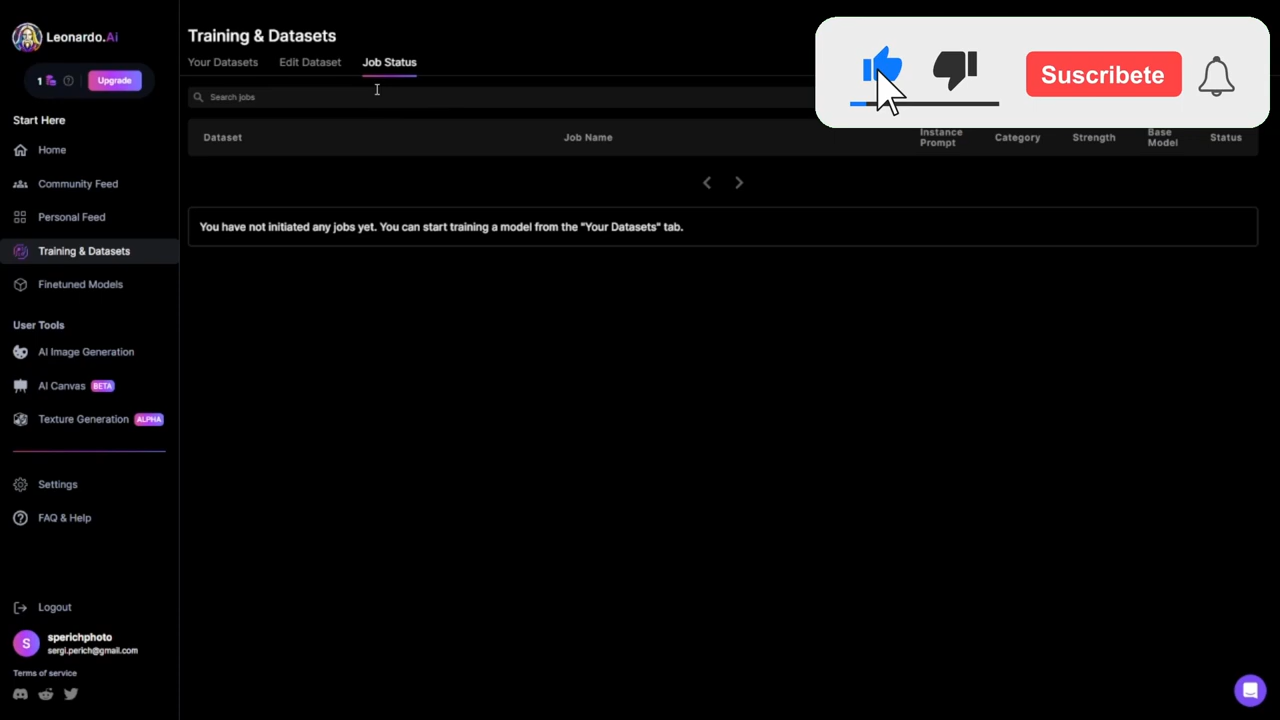 Leonardo.Ai
1
Upgrade
Start Here
Home
Community Feed
Personal Feed
Training & Datasets
Finetuned Models
User Tools
AI Image Generation
AI Canvas BETA
Texture Generation ALPHA
Settings
FAQ & Help
Logout
S
sperichphoto
sergi.perich@gmail.com
Terms of service
Training & Datasets
Your Datasets Edit Dataset Job Status
Search jobs
Suscribete
Dataset Job Name Instance Prompt Category Strength Base Model Status
You have not initiated any jobs yet. You can start training a model from the "Your Datasets" tab.